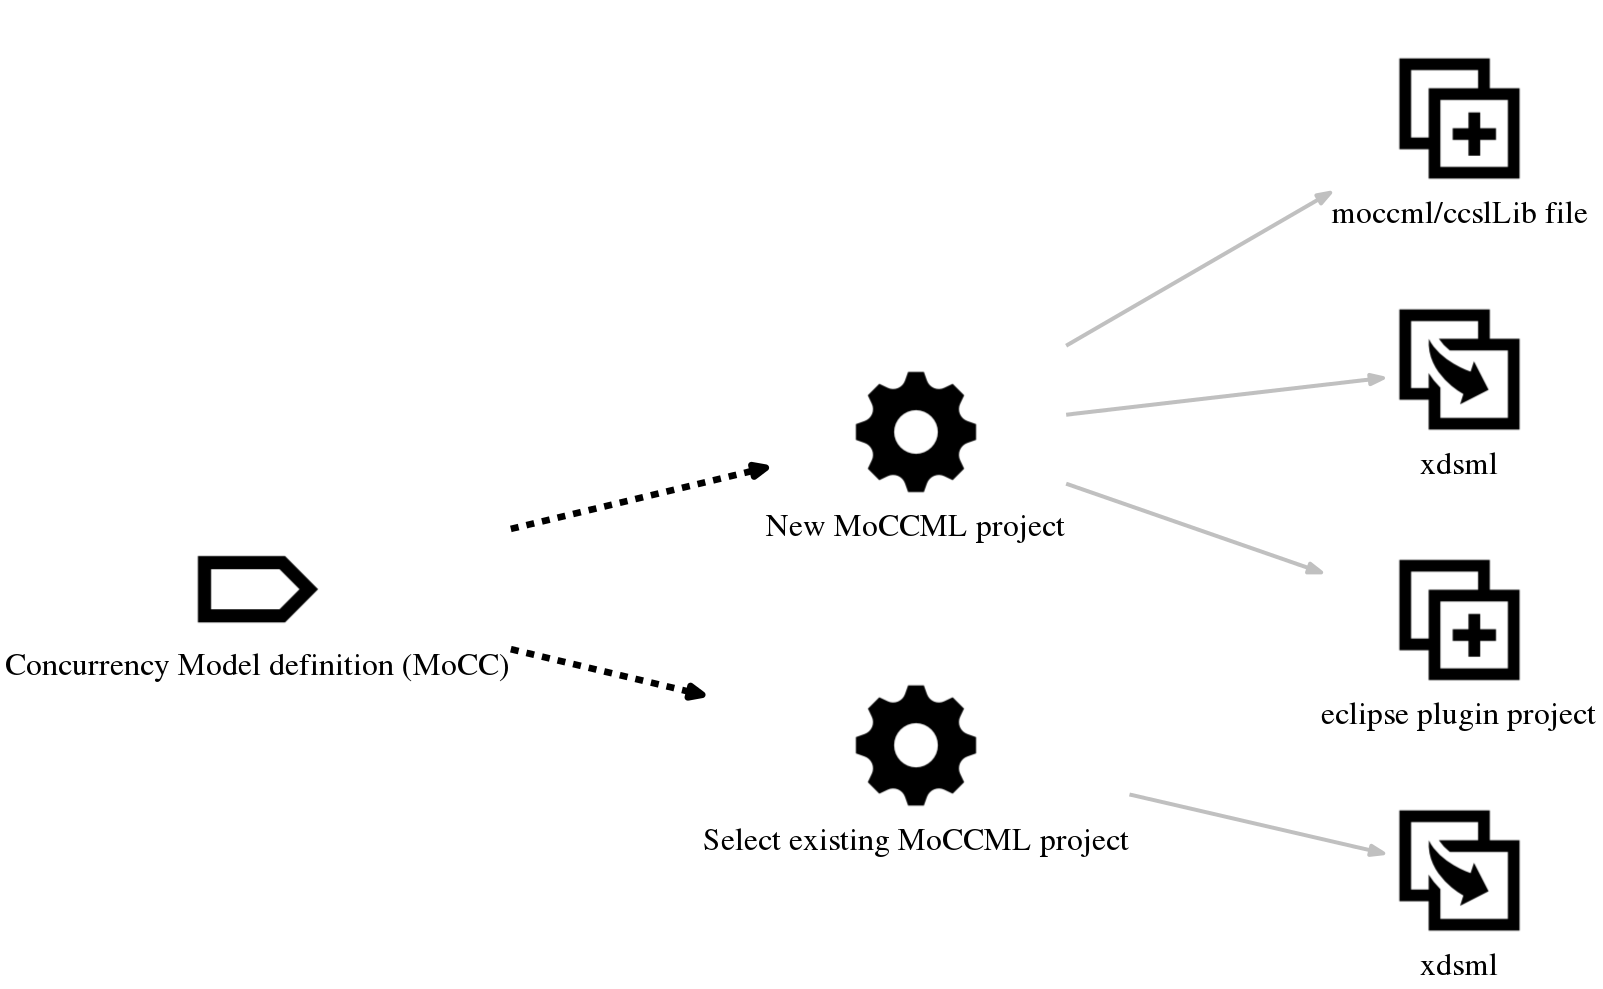 moccml/ccslLib file
xdsml
New MoCCML project
Concurrency Model definition (MoCC)
eclipse plugin project
Select existing MoCCML project
xdsml